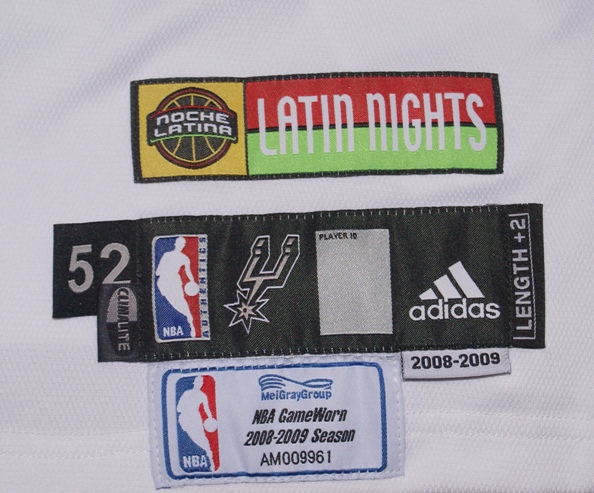 NOCHE
LATINA
LATIN NIGHTS
52
CLIMALITE
NBA
AUTHENTICS
PLAYER ID
adidas
LENGTH +2
2008-2009
MeiGrayGroup
NBA GameWorn
2008-2009 Season
AM009961
NBA